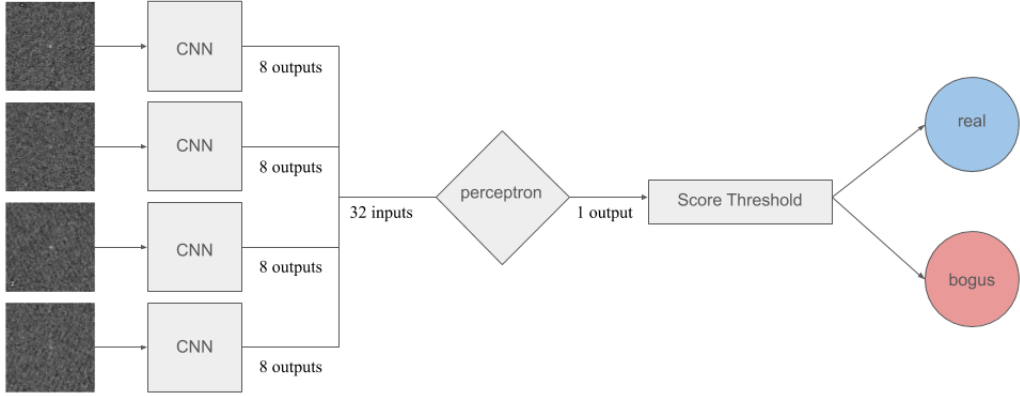 CNN
8 outputs
CNN
8 outputs
CNN
8 outputs
CNN
8 outputs
32 inputs
perceptron
1 output
Score Threshold
real
bogus